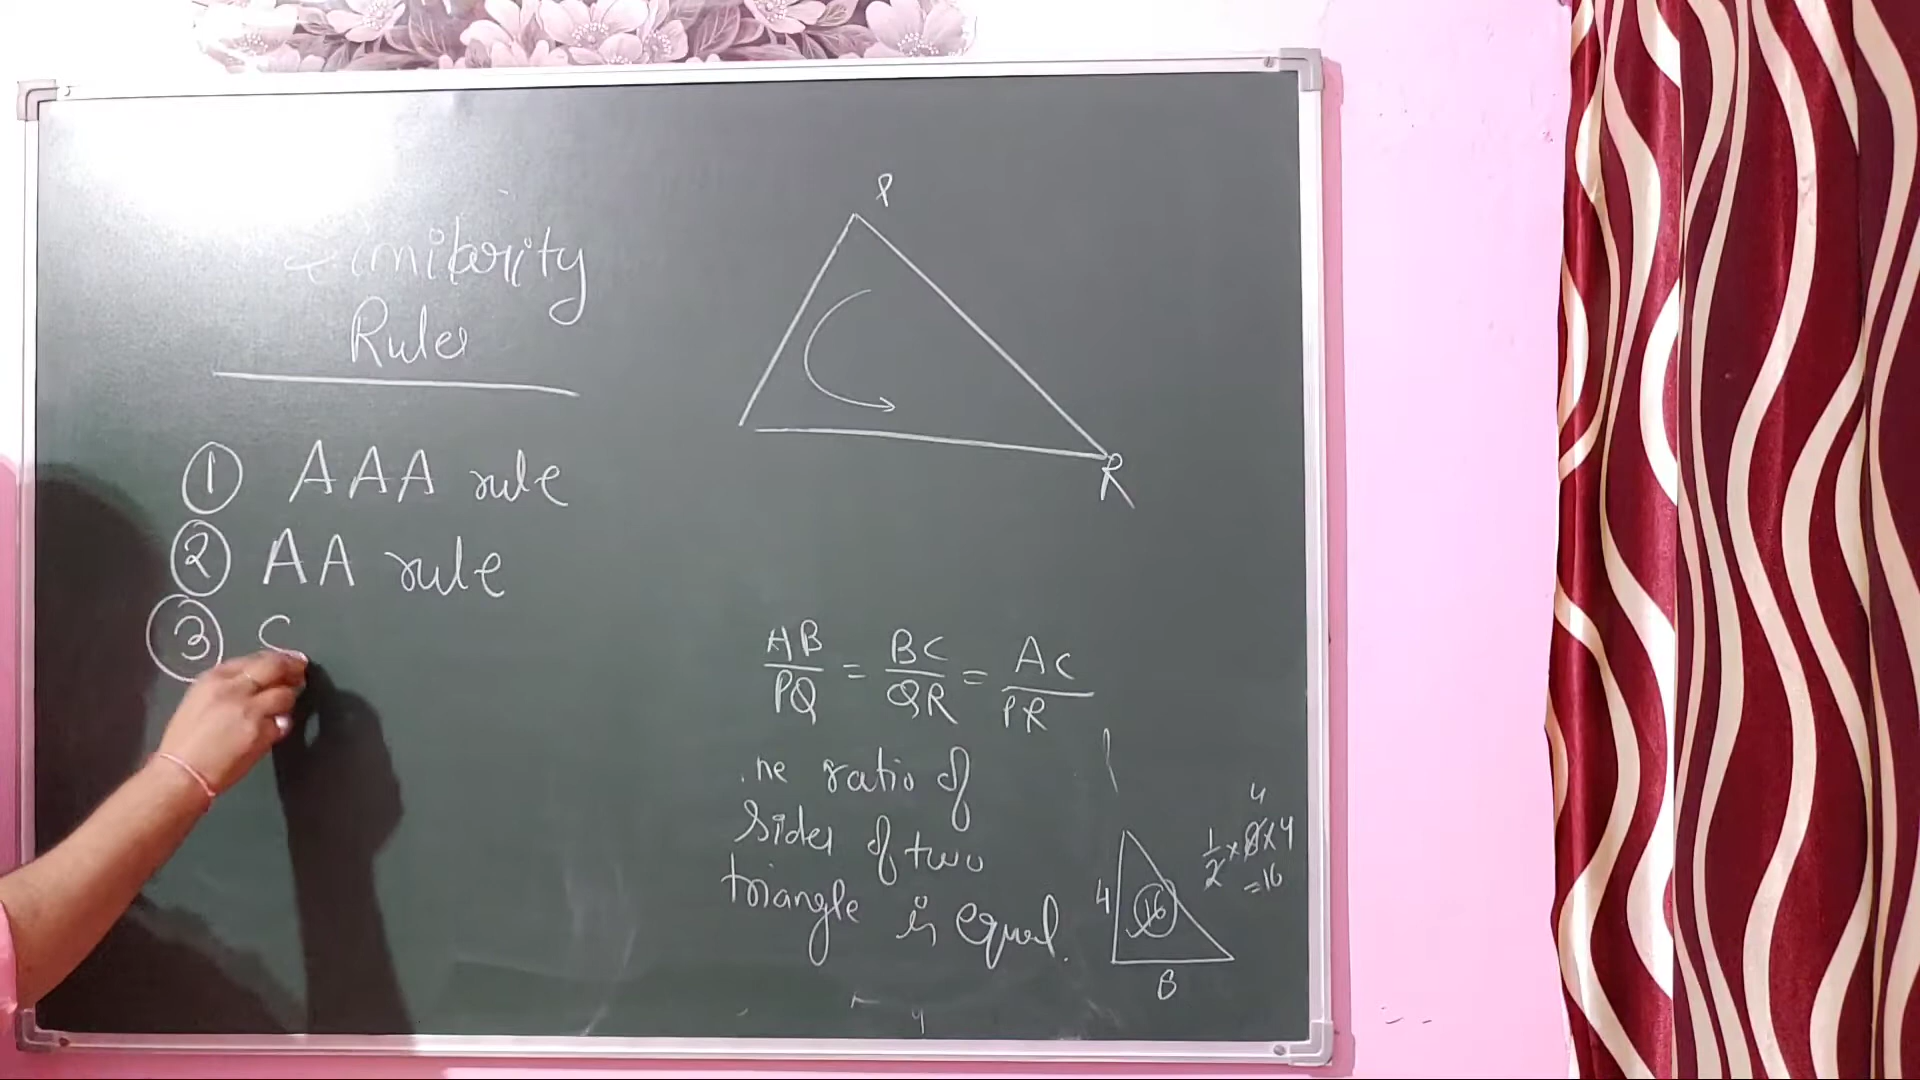 Similarity
Rules
① AAA rule
② AA rule
③ S
P
R
AB/PQ = BC/QR = AC/PR
ratio of
sides of two
triangle is equal.
4
16
8
4
1/2 × 8 × 4
= 16